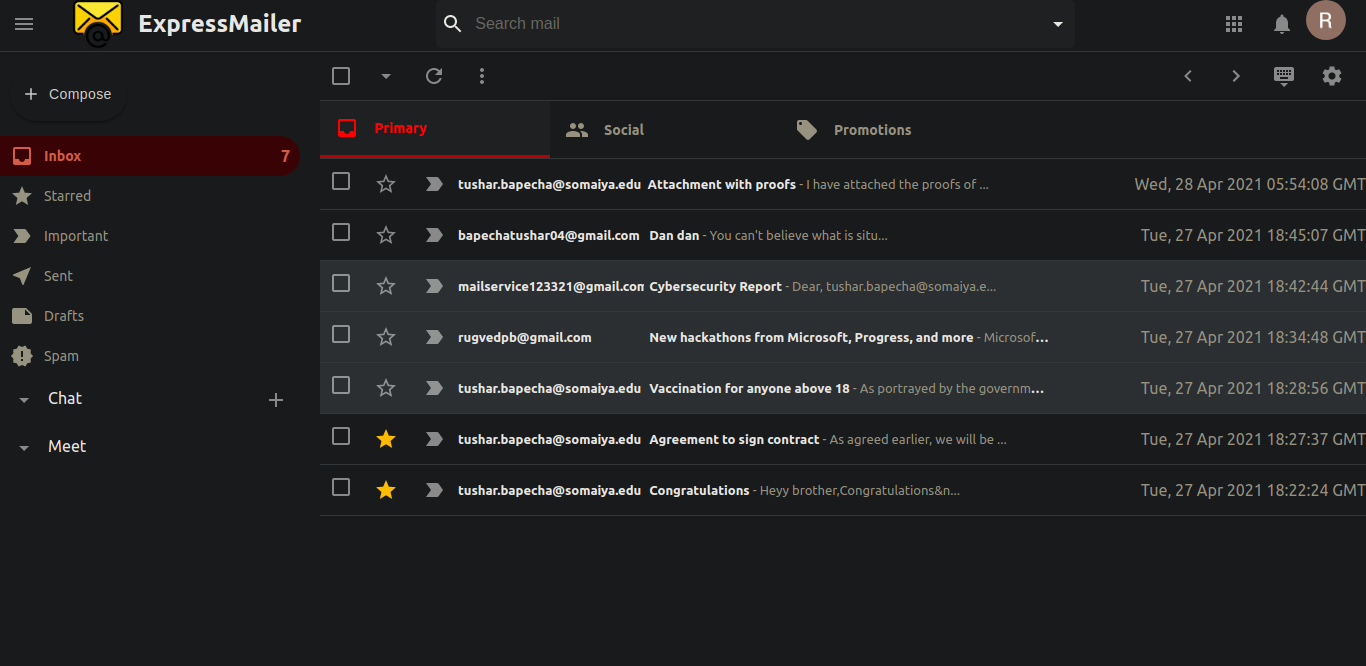 ExpressMailer
Search mail
R
Compose
Inbox 7
Starred
Important
Sent
Drafts
Spam
Chat
Meet
Primary Social Promotions
tushar.bapecha@somaiya.edu Attachment with proofs - I have attached the proofs of ... Wed, 28 Apr 2021 05:54:08 GMT
bapechatushar04@gmail.com Dan dan - You can't believe what is situ... Tue, 27 Apr 2021 18:45:07 GMT
mailservice123321@gmail.com Cybersecurity Report - Dear, tushar.bapecha@somaiya.e... Tue, 27 Apr 2021 18:42:44 GMT
rugvedpb@gmail.com New hackathons from Microsoft, Progress, and more - Microsof... Tue, 27 Apr 2021 18:34:48 GMT
tushar.bapecha@somaiya.edu Vaccination for anyone above 18 - As portrayed by the governm... Tue, 27 Apr 2021 18:28:56 GMT
tushar.bapecha@somaiya.edu Agreement to sign contract - As agreed earlier, we will be ... Tue, 27 Apr 2021 18:27:37 GMT
tushar.bapecha@somaiya.edu Congratulations - Heyy brother,Congratulations&n... Tue, 27 Apr 2021 18:22:24 GMT